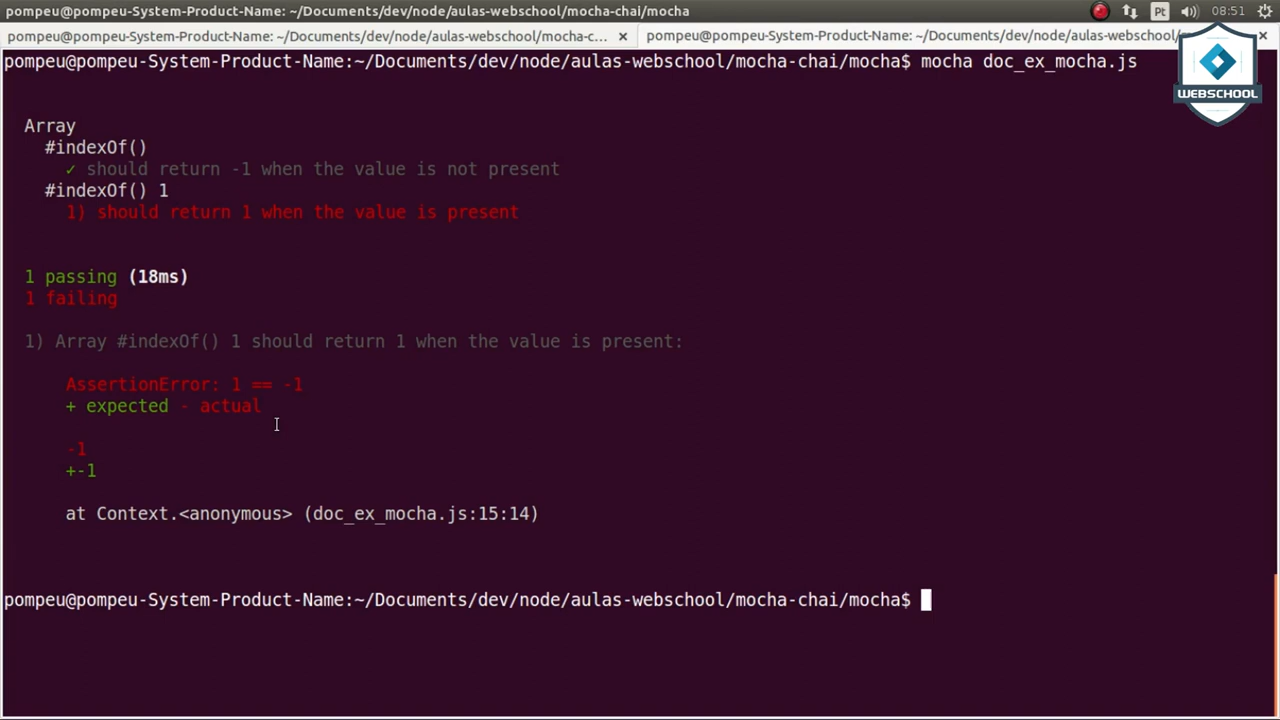 pompeu@pompeu-System-Product-Name: ~/Documents/dev/node/aulas-webschool/mocha-chai/mocha
Pt
08:51
pompeu@pompeu-System-Product-Name: ~/Documents/dev/node/aulas-webschool/mocha-c... ×
pompeu@pompeu-System-Product-Name: ~/Documents/dev/node/aulas-webschool/ ×
WEBSCHOOL
pompeu@pompeu-System-Product-Name:~/Documents/dev/node/aulas-webschool/mocha-chai/mocha$ mocha doc_ex_mocha.js
Array
#indexOf()
✓ should return -1 when the value is not present
#indexOf() 1
1) should return 1 when the value is present
1 passing (18ms)
1 failing
1) Array #indexOf() 1 should return 1 when the value is present:
AssertionError: 1 == -1
+ expected - actual
-1
+-1
at Context.<anonymous> (doc_ex_mocha.js:15:14)
pompeu@pompeu-System-Product-Name:~/Documents/dev/node/aulas-webschool/mocha-chai/mocha$